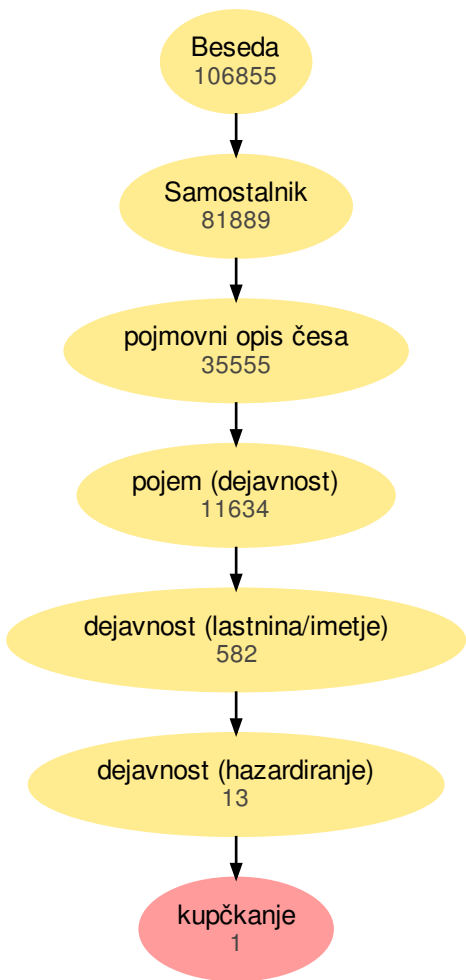 Beseda
106855
Samostalnik
81889
pojmovni opis česa
35555
pojem (dejavnost)
11634
dejavnost (lastnina/imetje)
582
dejavnost (hazardiranje)
13
kupčkanje
1